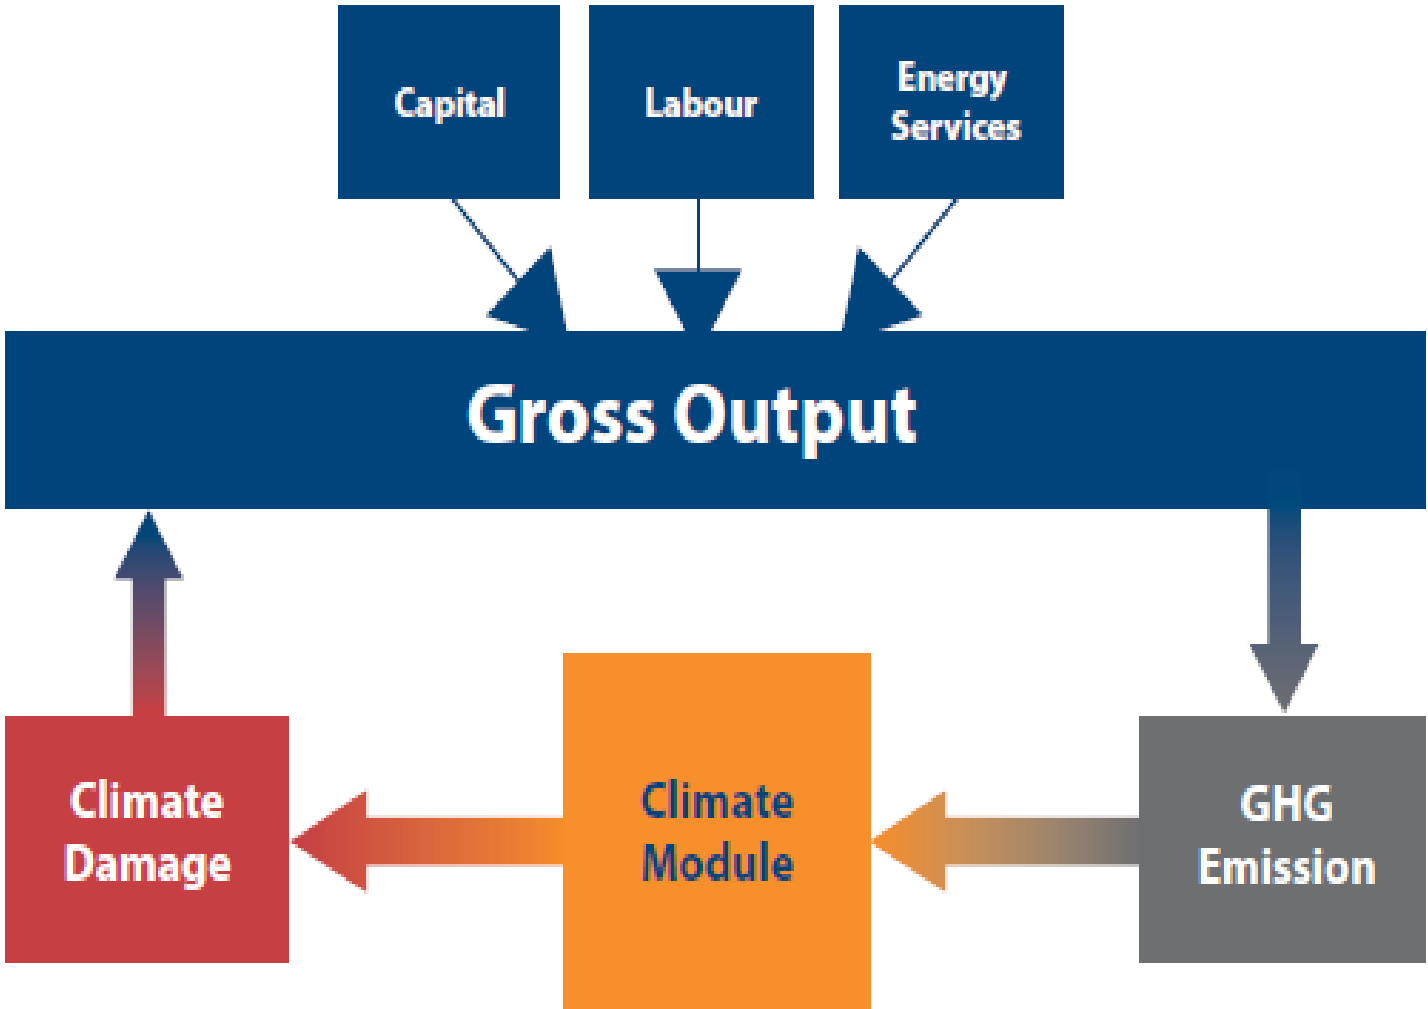 Capital
Labour
Energy
Services
Gross Output
Climate
Damage
Climate
Module
GHG
Emission